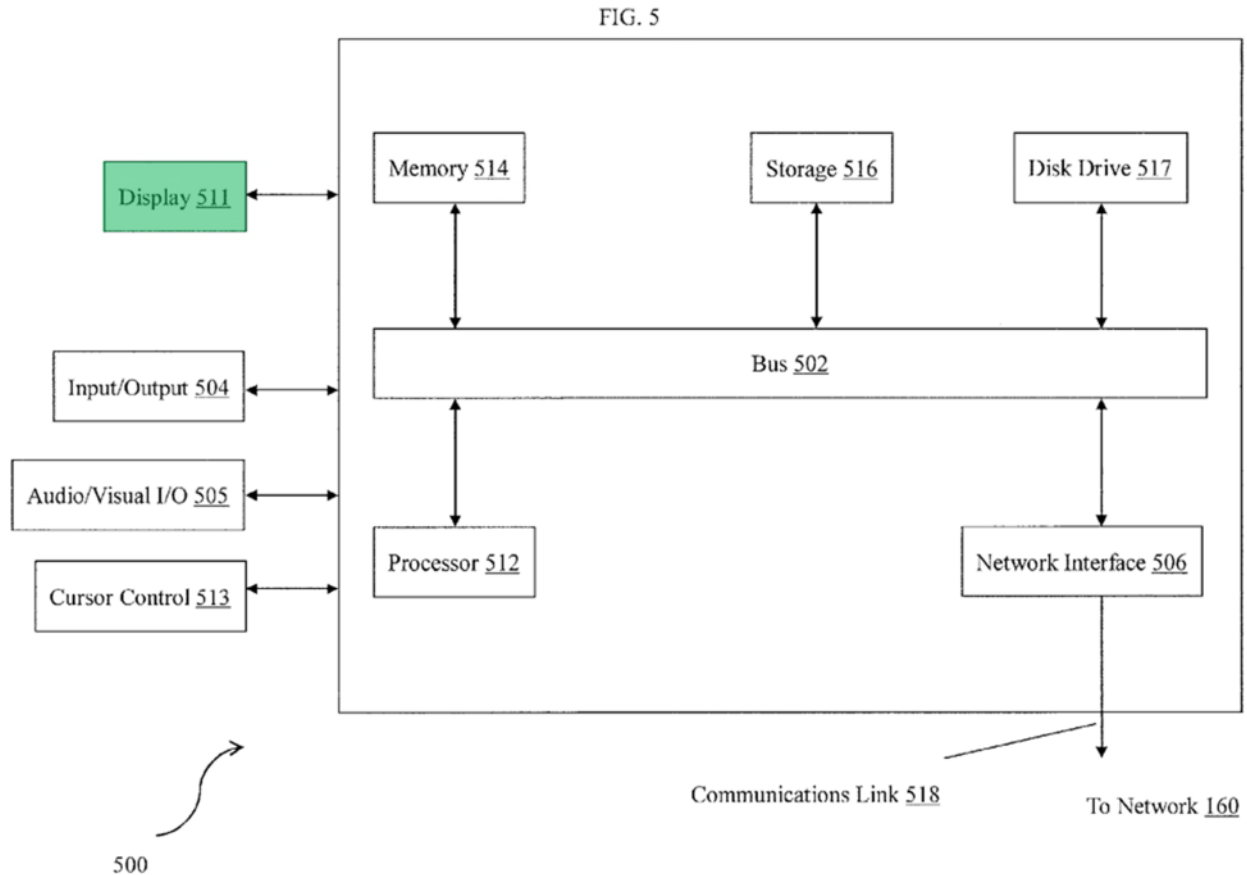 FIG. 5
Memory 514
Storage 516
Disk Drive 517
Display 511
Bus 502
Input/Output 504
Audio/Visual I/O 505
Processor 512
Network Interface 506
Cursor Control 513
Communications Link 518
To Network 160
500